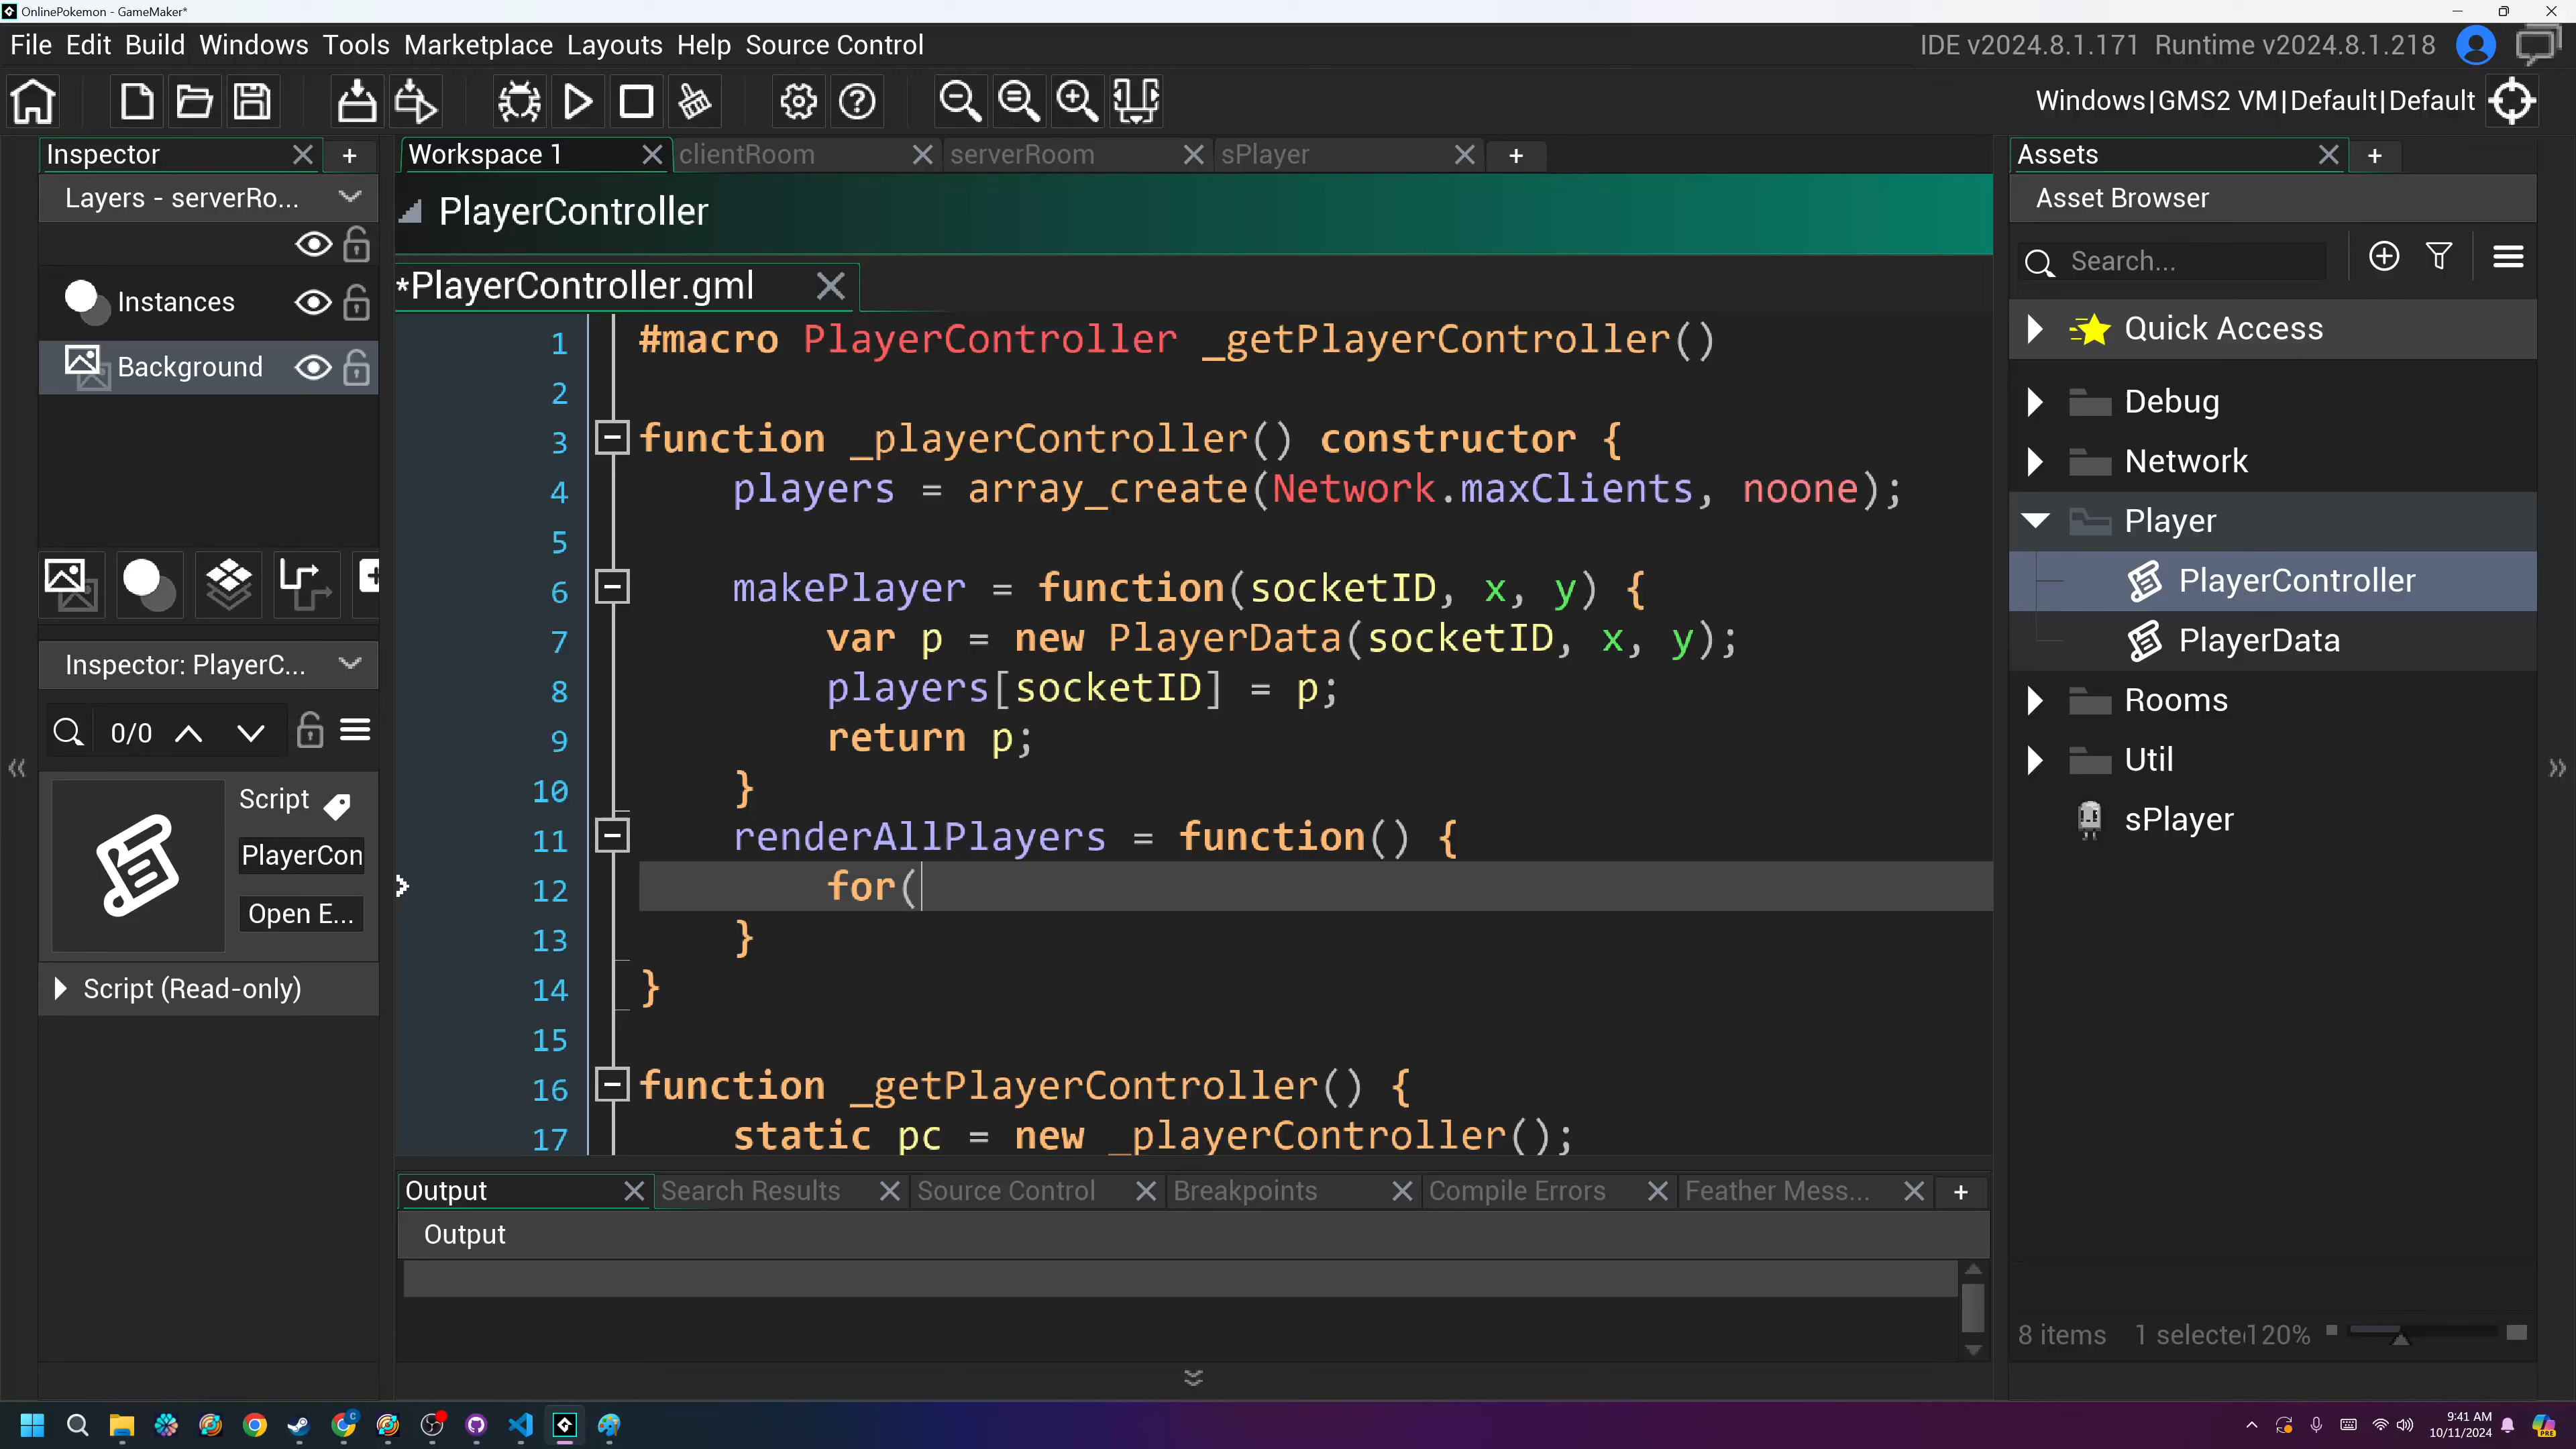 OnlinePokemon - GameMaker*
File Edit Build Windows Tools Marketplace Layouts Help Source Control
IDE v2024.8.1.171 Runtime v2024.8.1.218
Windows|GMS2 VM|Default|Default
Inspector
Layers - serverRo...
Instances
Background
Inspector: PlayerC...
0/0
Script
PlayerCon
Open E...
Script (Read-only)
Workspace 1
clientRoom
serverRoom
sPlayer
PlayerController
*PlayerController.gml
1 #macro PlayerController _getPlayerController()
2
3 function _playerController() constructor {
4 players = array_create(Network.maxClients, noone);
5
6 makePlayer = function(socketID, x, y) {
7 var p = new PlayerData(socketID, x, y);
8 players[socketID] = p;
9 return p;
10 }
11 renderAllPlayers = function() {
12 for(
13 }
14 }
15
16 function _getPlayerController() {
17 static pc = new _playerController();
Output
Search Results
Source Control
Breakpoints
Compile Errors
Feather Mess...
Output
Assets
Asset Browser
Search...
Quick Access
Debug
Network
Player
PlayerController
PlayerData
Rooms
Util
sPlayer
8 items 1 selecte 120%
9:41 AM
10/11/2024